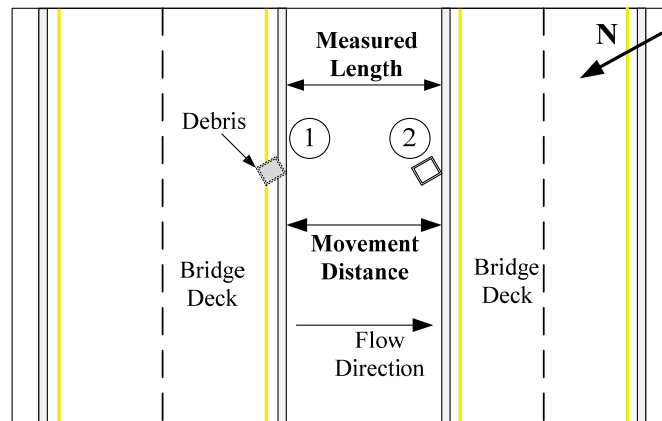 N
Measured
Length
Debris
1
2
Movement
Distance
Bridge
Deck
Bridge
Deck
Flow
Direction